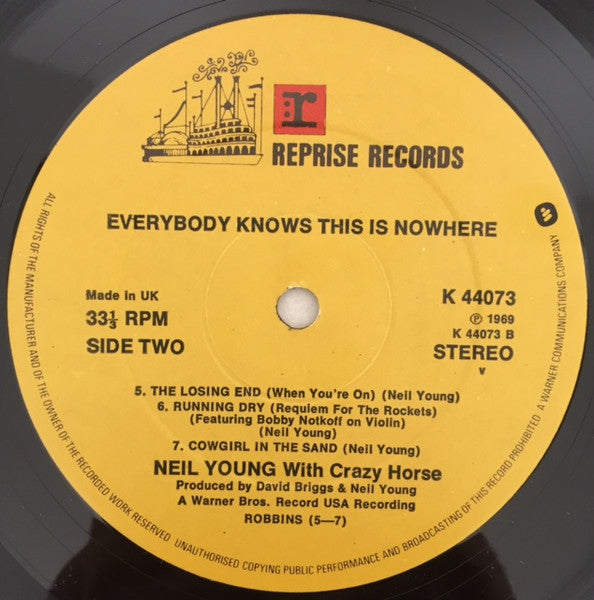 :r
REPRISE RECORDS
EVERYBODY KNOWS THIS IS NOWHERE
Made in UK
33⅓ RPM
SIDE TWO
K 44073
℗ 1969
K 44073 B
STEREO
v
5. THE LOSING END (When You're On) (Neil Young)
6. RUNNING DRY (Requiem For The Rockets)
(Featuring Bobby Notkoff on Violin)
(Neil Young)
7. COWGIRL IN THE SAND (Neil Young)
NEIL YOUNG With Crazy Horse
Produced by David Briggs & Neil Young
A Warner Bros. Record USA Recording
ROBBINS (5—7)
ALL RIGHTS OF THE MANUFACTURER AND OF THE OWNER OF THE RECORDED WORK RESERVED. UNAUTHORISED COPYING PUBLIC PERFORMANCE AND BROADCASTING OF THIS RECORD PROHIBITED A WARNER COMMUNICATIONS COMPANY